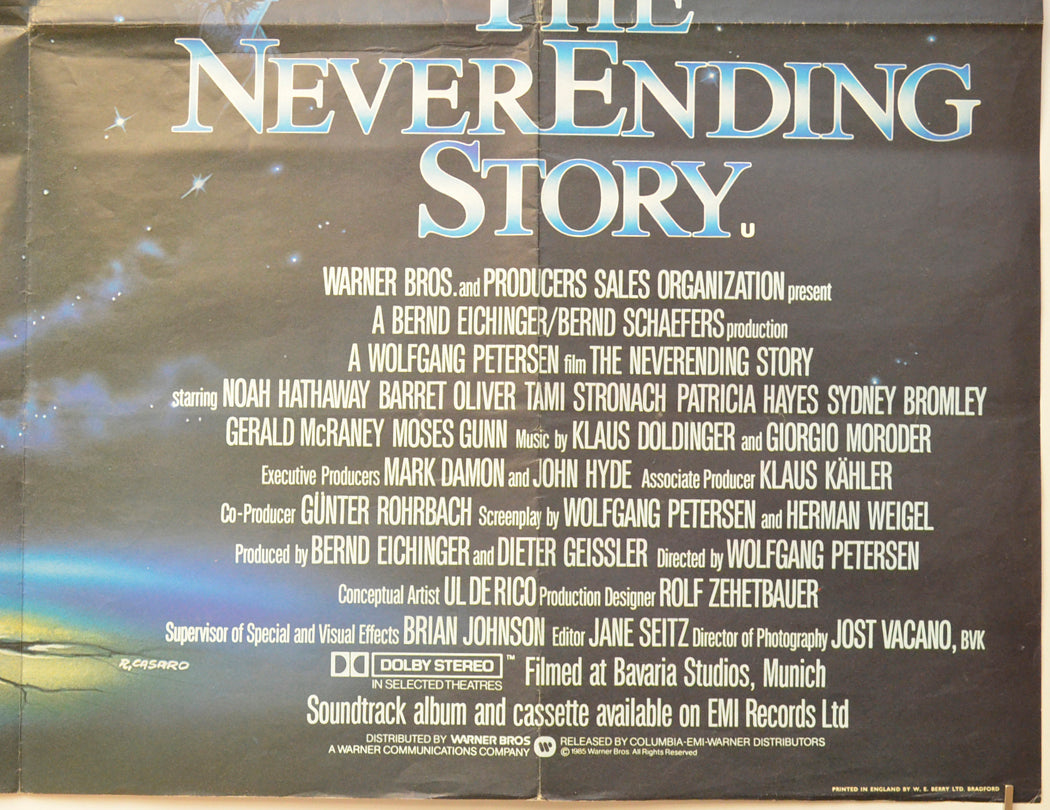 THE
NEVERENDING
STORY U
WARNER BROS. and PRODUCERS SALES ORGANIZATION present
A BERND EICHINGER/BERND SCHAEFERS production
A WOLFGANG PETERSEN film THE NEVERENDING STORY
starring NOAH HATHAWAY BARRET OLIVER TAMI STRONACH PATRICIA HAYES SYDNEY BROMLEY
GERALD McRANEY MOSES GUNN Music by KLAUS DOLDINGER and GIORGIO MORODER
Executive Producers MARK DAMON and JOHN HYDE Associate Producer KLAUS KÄHLER
Co-Producer GÜNTER ROHRBACH Screenplay by WOLFGANG PETERSEN and HERMAN WEIGEL
Produced by BERND EICHINGER and DIETER GEISSLER Directed by WOLFGANG PETERSEN
Conceptual Artist UL DE RICO Production Designer ROLF ZEHETBAUER
Supervisor of Special and Visual Effects BRIAN JOHNSON Editor JANE SEITZ Director of Photography JOST VACANO, BVK
R. CASARO
DOLBY STEREO ™ Filmed at Bavaria Studios, Munich
IN SELECTED THEATRES
Soundtrack album and cassette available on EMI Records Ltd
DISTRIBUTED BY WARNER BROS
A WARNER COMMUNICATIONS COMPANY
RELEASED BY COLUMBIA-EMI-WARNER DISTRIBUTORS
© 1985 Warner Bros. All Rights Reserved
PRINTED IN ENGLAND BY W. E. BERRY LTD. BRADFORD